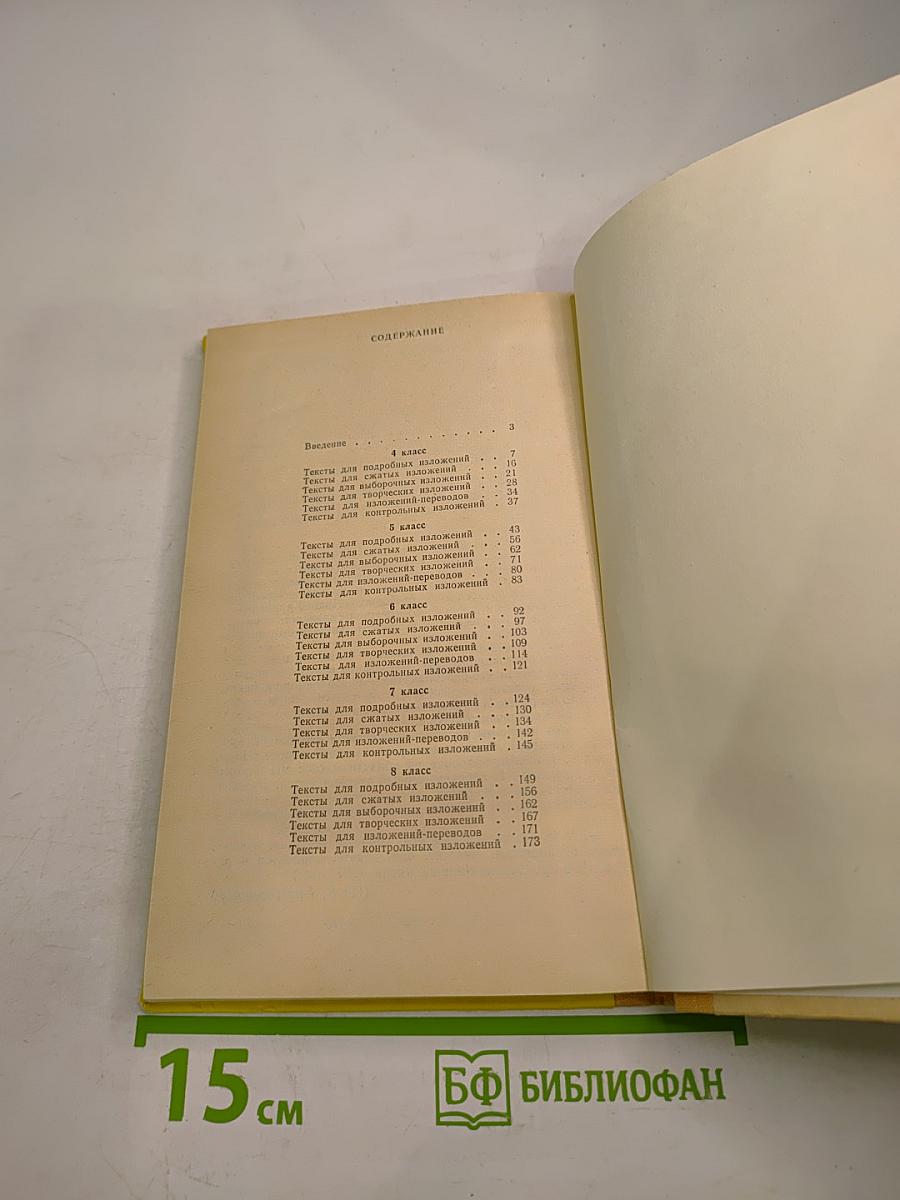 СОДЕРЖАНИЕ
Введение . . . . . . . . . . . . 3
4 класс
Тексты для подробных изложений . . 7
Тексты для сжатых изложений . . . 16
Тексты для выборочных изложений . . 21
Тексты для творческих изложений . . 28
Тексты для изложений-переводов . . 34
Тексты для контрольных изложений . 37
5 класс
Тексты для подробных изложений . . 43
Тексты для сжатых изложений . . . 56
Тексты для выборочных изложений . . 62
Тексты для творческих изложений . . 71
Тексты для изложений-переводов . . . 80
Тексты для контрольных изложений . 83
6 класс
Тексты для подробных изложений . . 92
Тексты для сжатых изложений . . . 97
Тексты для выборочных изложений . . 103
Тексты для творческих изложений . . 109
Тексты для изложений-переводов . . 114
Тексты для контрольных изложений . . 121
7 класс
Тексты для подробных изложений . . 124
Тексты для сжатых изложений . . . 130
Тексты для творческих изложений . . 134
Тексты для изложений-переводов . . . 142
Тексты для контрольных изложений . 145
8 класс
Тексты для подробных изложений . . 149
Тексты для сжатых изложений . . . 156
Тексты для выборочных изложений . . 162
Тексты для творческих изложений . . 167
Тексты для изложений-переводов . . 171
Тексты для контрольных изложений . 173
15 см
БФ БИБЛИОФАН